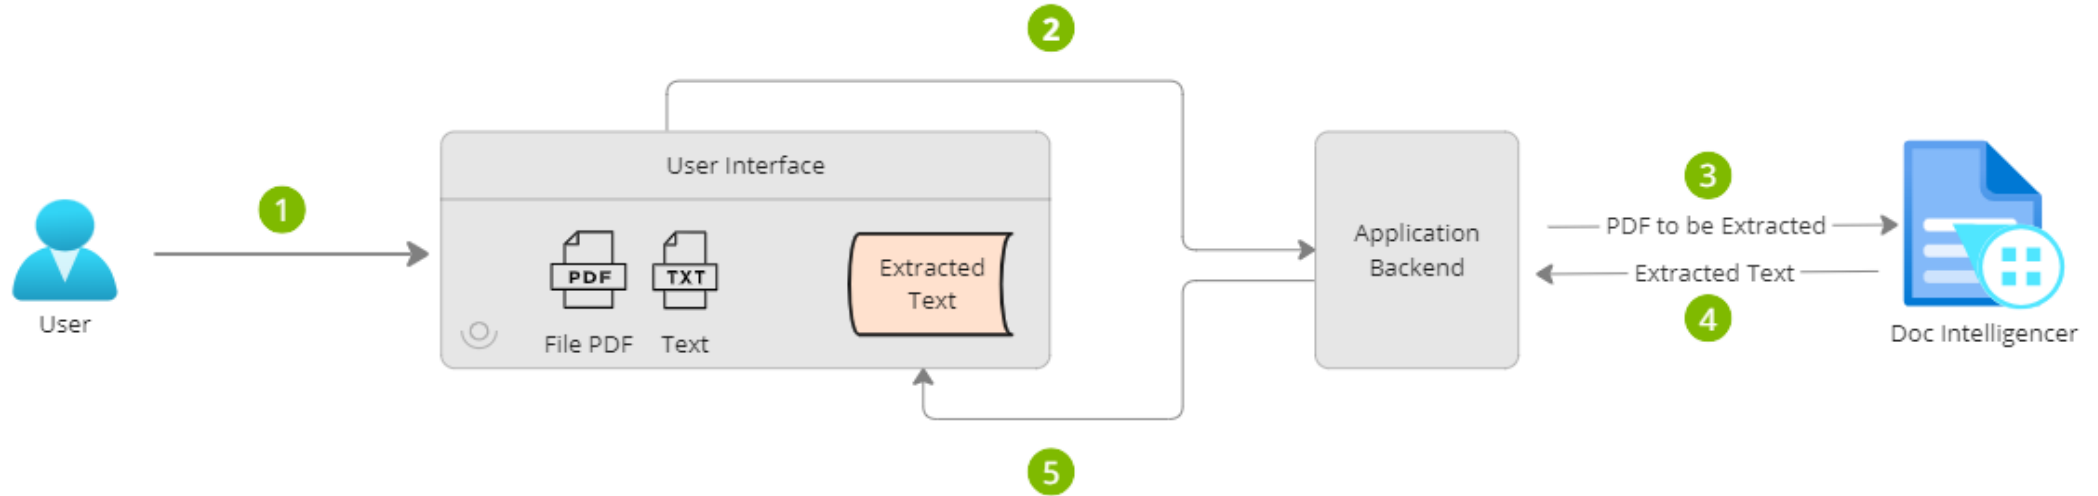 2
1
User
User Interface
PDF
TXT
File PDF
Text
Extracted
Text
Application
Backend
3
PDF to be Extracted
Extracted Text
4
Doc Intelligencer
5